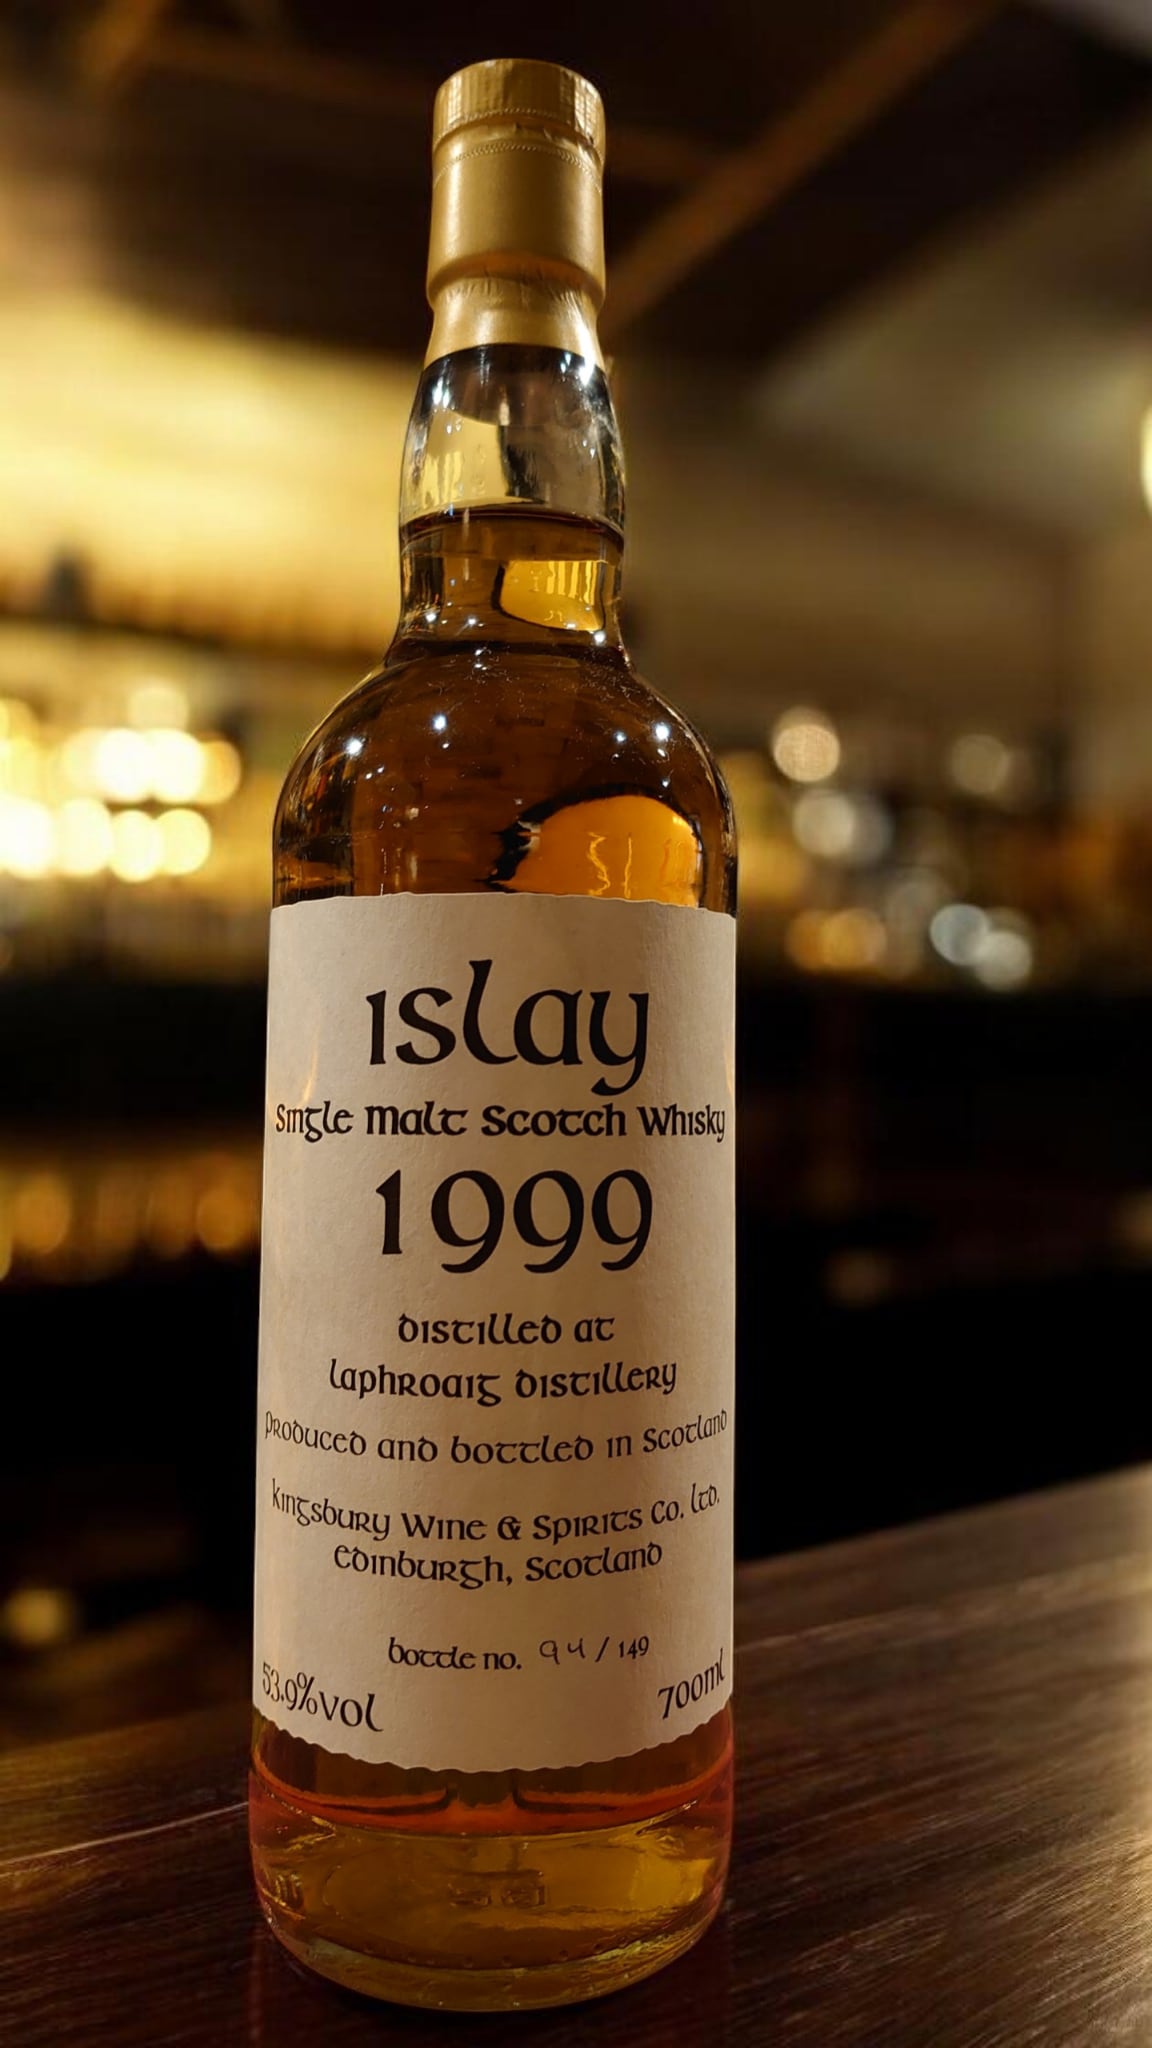 islay
Single Malt Scotch Whisky
1999
distilled at
laphroaig distillery
produced and bottled in Scotland
kingsbury Wine & Spirits Co. ltd.
edinburgh, Scotland
bottle no. 94 / 149
53.9%vol
700ml